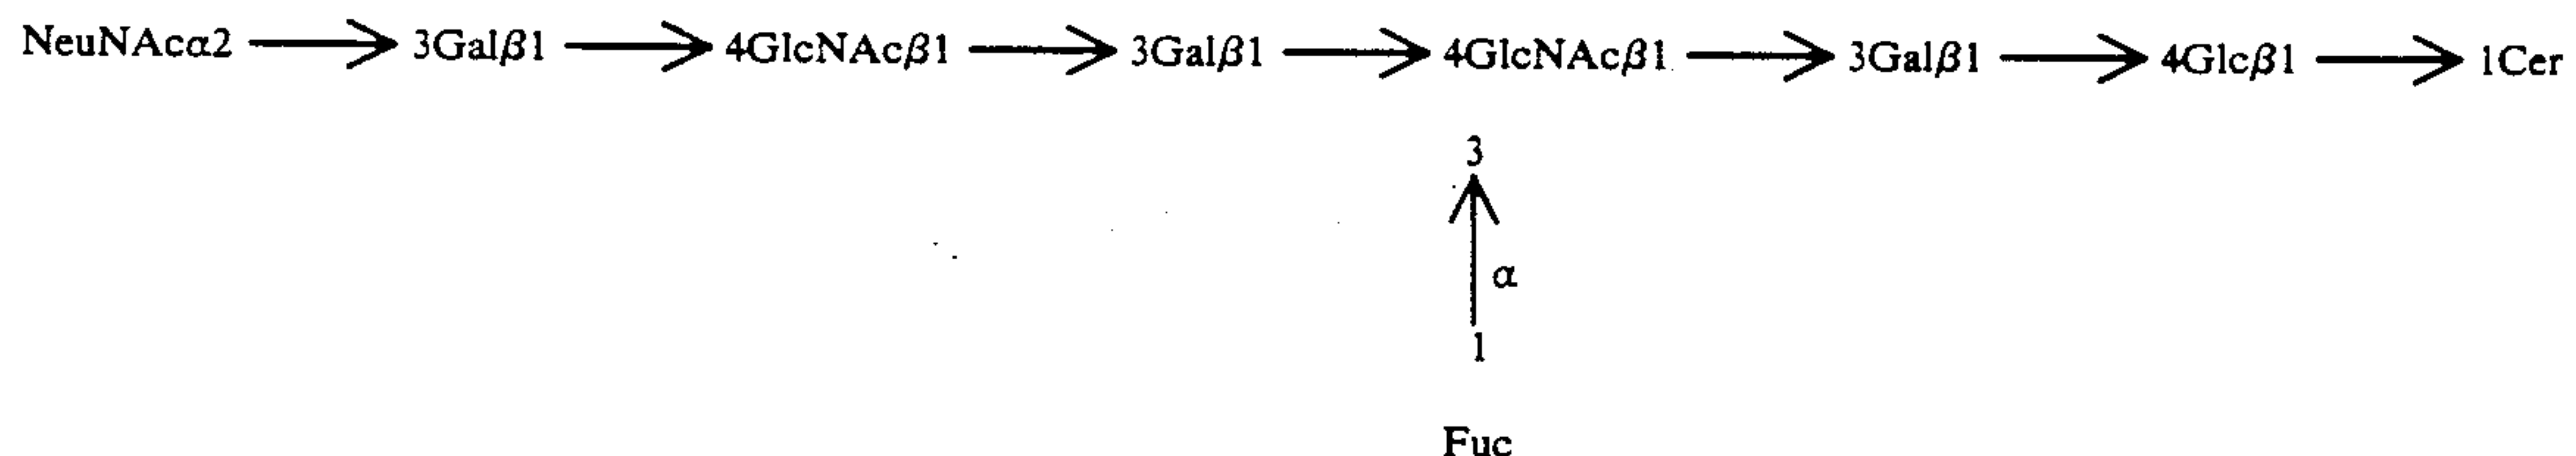 NeuNAcα2 ⟶ 3Galβ1 ⟶ 4GlcNAcβ1 ⟶ 3Galβ1 ⟶ 4GlcNAcβ1 ⟶ 3Galβ1 ⟶ 4Glcβ1 ⟶ 1Cer
3
α
1
Fuc